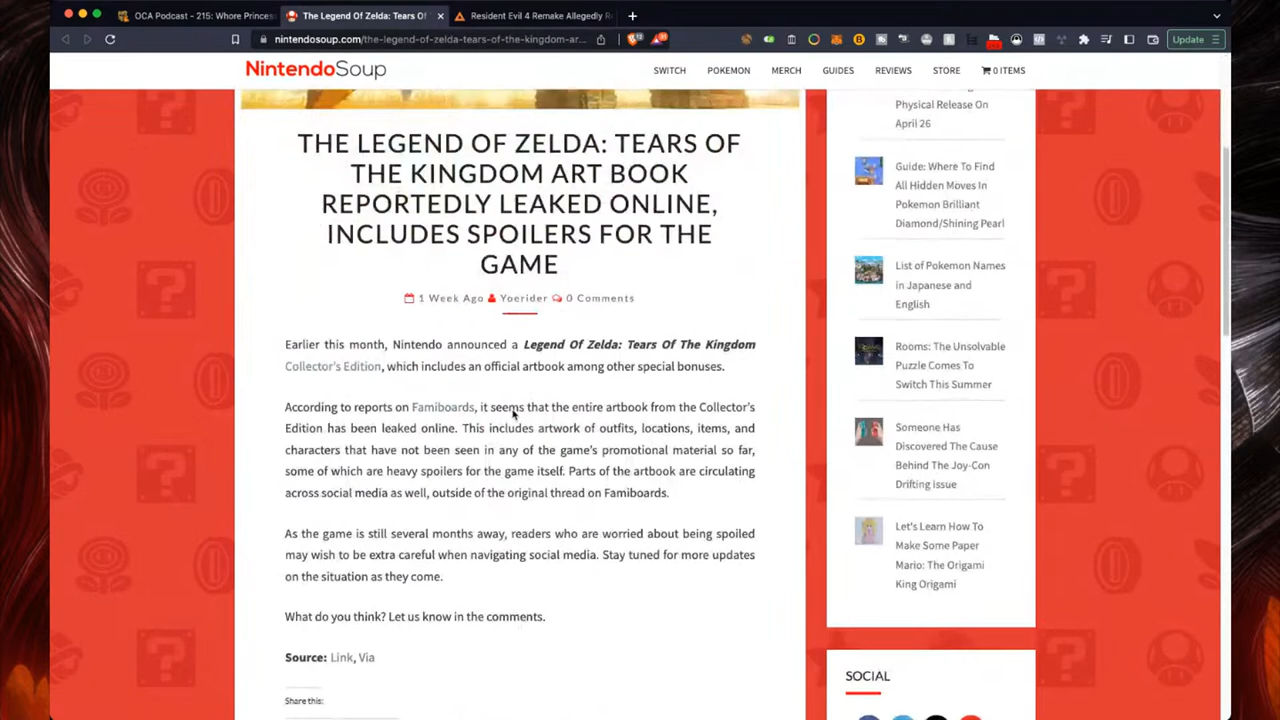 OCA Podcast - 215: Whore Princes
The Legend Of Zelda: Tears Of
Resident Evil 4 Remake Allegedly R
nintendosoup.com/the-legend-of-zelda-tears-of-the-kingdom-ar...
Update
NintendoSoup
SWITCH
POKEMON
MERCH
GUIDES
REVIEWS
STORE
0 ITEMS
THE LEGEND OF ZELDA: TEARS OF
THE KINGDOM ART BOOK
REPORTEDLY LEAKED ONLINE,
INCLUDES SPOILERS FOR THE
GAME
1 Week Ago Yoerider 0 Comments
Earlier this month, Nintendo announced a Legend Of Zelda: Tears Of The Kingdom
Collector's Edition, which includes an official artbook among other special bonuses.
According to reports on Famiboards, it seems that the entire artbook from the Collector's
Edition has been leaked online. This includes artwork of outfits, locations, items, and
characters that have not been seen in any of the game's promotional material so far,
some of which are heavy spoilers for the game itself. Parts of the artbook are circulating
across social media as well, outside of the original thread on Famiboards.
As the game is still several months away, readers who are worried about being spoiled
may wish to be extra careful when navigating social media. Stay tuned for more updates
on the situation as they come.
What do you think? Let us know in the comments.
Source: Link, Via
Share this:
Physical Release On
April 26
Guide: Where To Find
All Hidden Moves In
Pokemon Brilliant
Diamond/Shining Pearl
List of Pokemon Names
in Japanese and
English
Rooms: The Unsolvable
Puzzle Comes To
Switch This Summer
Someone Has
Discovered The Cause
Behind The Joy-Con
Drifting Issue
Let's Learn How To
Make Some Paper
Mario: The Origami
King Origami
SOCIAL